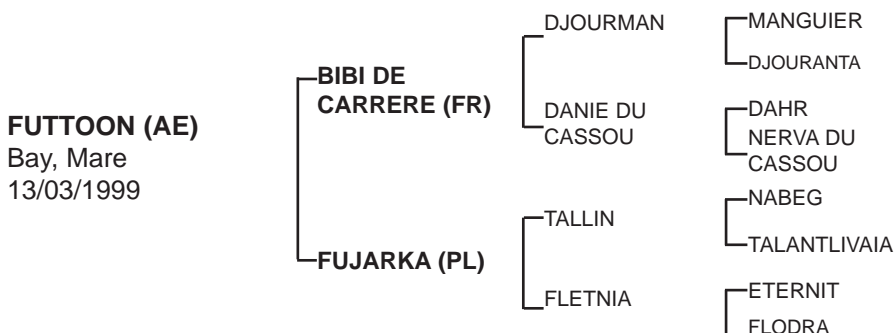 FUTTOON (AE)
Bay, Mare
13/03/1999
BIBI DE
CARRERE (FR)
FUJARKA (PL)
DJOURMAN
DANIE DU
CASSOU
TALLIN
FLETNIA
MANGUIER
DJOURANTA
DAHR
NERVA DU
CASSOU
NABEG
TALANTLIVAIA
ETERNIT
FLODRA